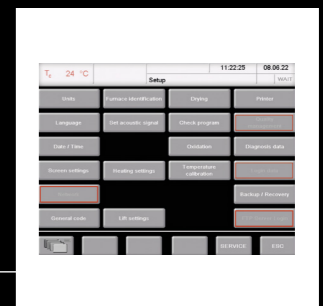 Ts 24 °C
11:22:25 08.06.22
Setup WAIT
Units Furnace identification Drying Printer
Language Set acoustic signal Check program
Date / Time Oxidation Diagnosis data
Screen settings Heating settings Temperature calibration
Backup / Recovery
General code Lift settings
SERVICE ESC